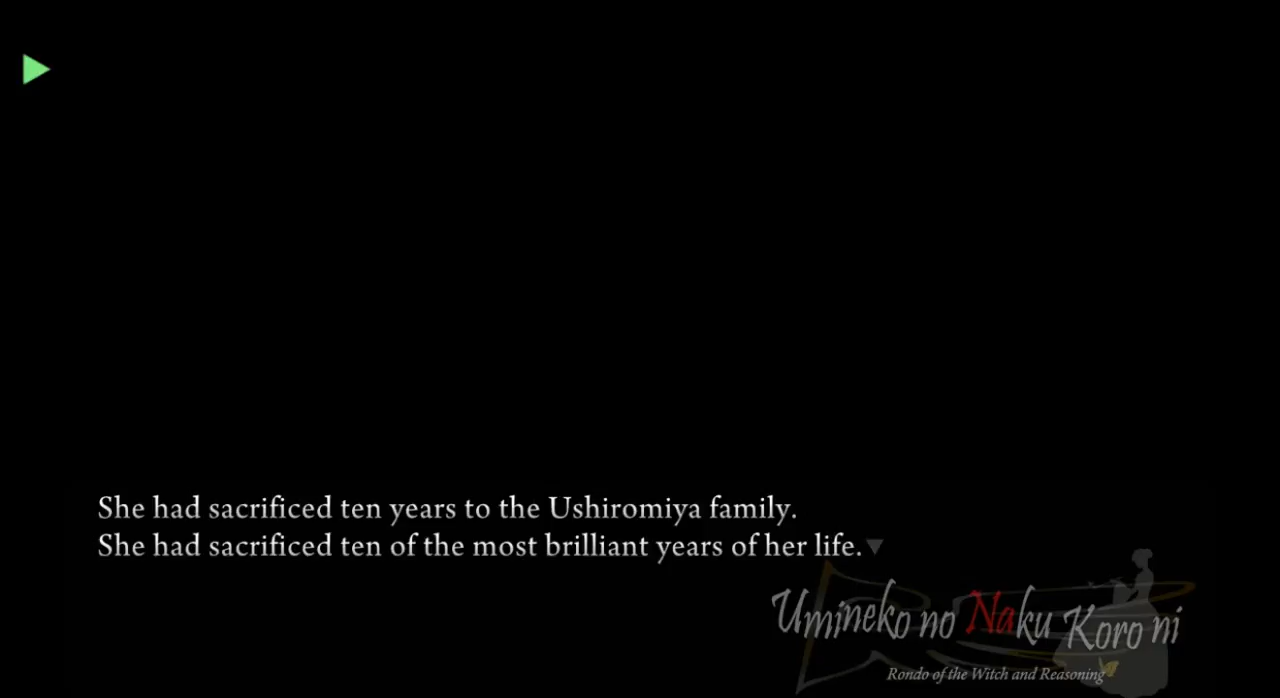 She had sacrificed ten years to the Ushiromiya family.
She had sacrificed ten of the most brilliant years of her life.
Umineko no Naku Koro ni
Rondo of the Witch and Reasoning